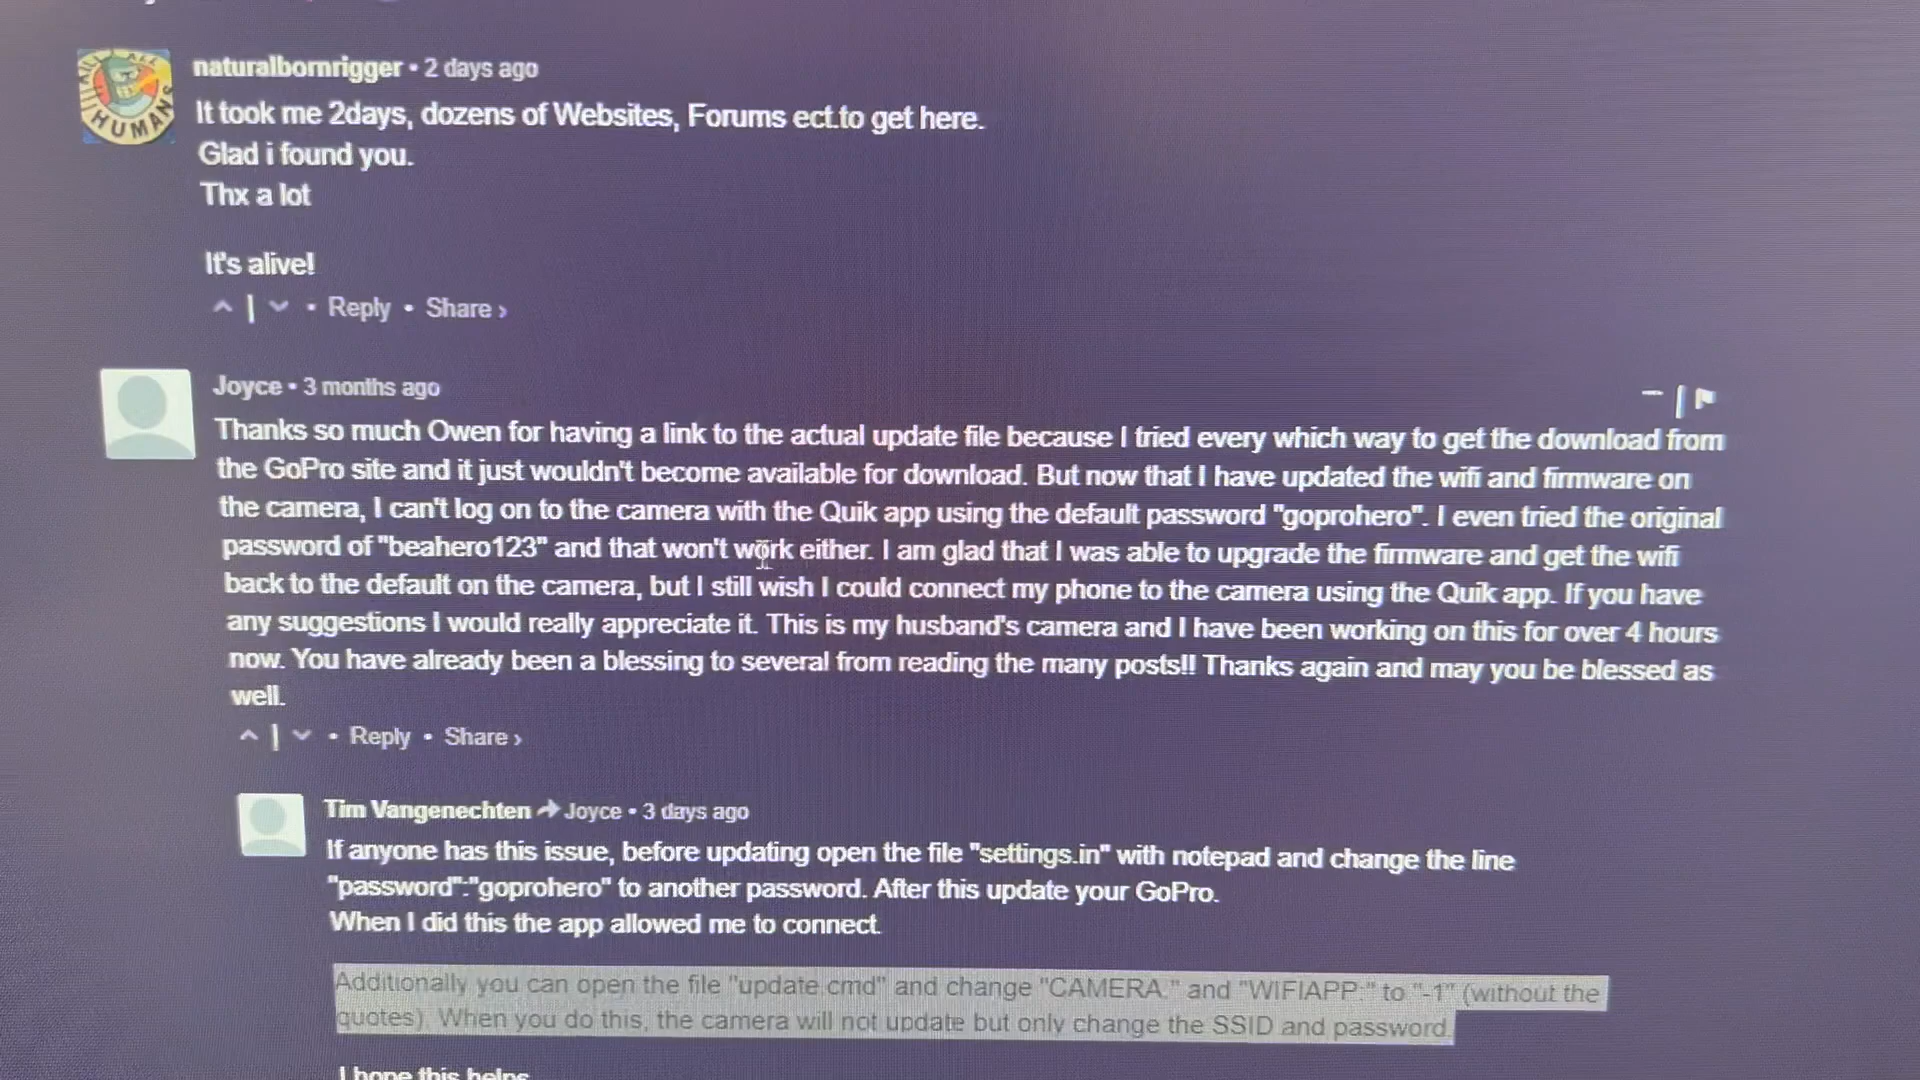 naturalbornrigger • 2 days ago
It took me 2days, dozens of Websites, Forums ect.to get here.
Glad i found you.
Thx a lot
It's alive!
• Reply • Share ›
HUMANS
Joyce • 3 months ago
Thanks so much Owen for having a link to the actual update file because I tried every which way to get the download from
the GoPro site and it just wouldn't become available for download. But now that I have updated the wifi and firmware on
the camera, I can't log on to the camera with the Quik app using the default password "goprohero". I even tried the original
password of "beahero123" and that won't work either. I am glad that I was able to upgrade the firmware and get the wifi
back to the default on the camera, but I still wish I could connect my phone to the camera using the Quik app. If you have
any suggestions I would really appreciate it. This is my husband's camera and I have been working on this for over 4 hours
now. You have already been a blessing to several from reading the many posts!! Thanks again and may you be blessed as
well.
• Reply • Share ›
Tim Vangenechten Joyce • 3 days ago
If anyone has this issue, before updating open the file "settings.in" with notepad and change the line
"password":"goprohero" to another password. After this update your GoPro.
When I did this the app allowed me to connect.
Additionally you can open the file "update.cmd" and change "CAMERA:" and "WIFIAPP:" to "-1" (without the
quotes). When you do this, the camera will not update but only change the SSID and password.
I hope this helps